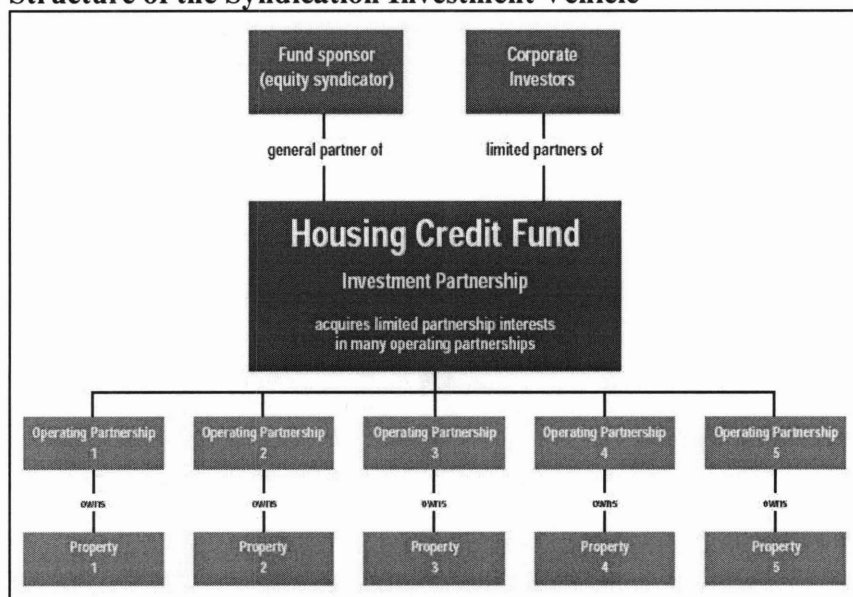 Structure of the Syndication Investment Vehicle
Fund sponsor
(equity syndicator)
Corporate
Investors
general partner of
limited partners of
Housing Credit Fund
Investment Partnership
acquires limited partnership interests
in many operating partnerships
Operating Partnership
1
Operating Partnership
2
Operating Partnership
3
Operating Partnership
4
Operating Partnership
5
owns
owns
owns
owns
owns
Property
1
Property
2
Property
3
Property
4
Property
5